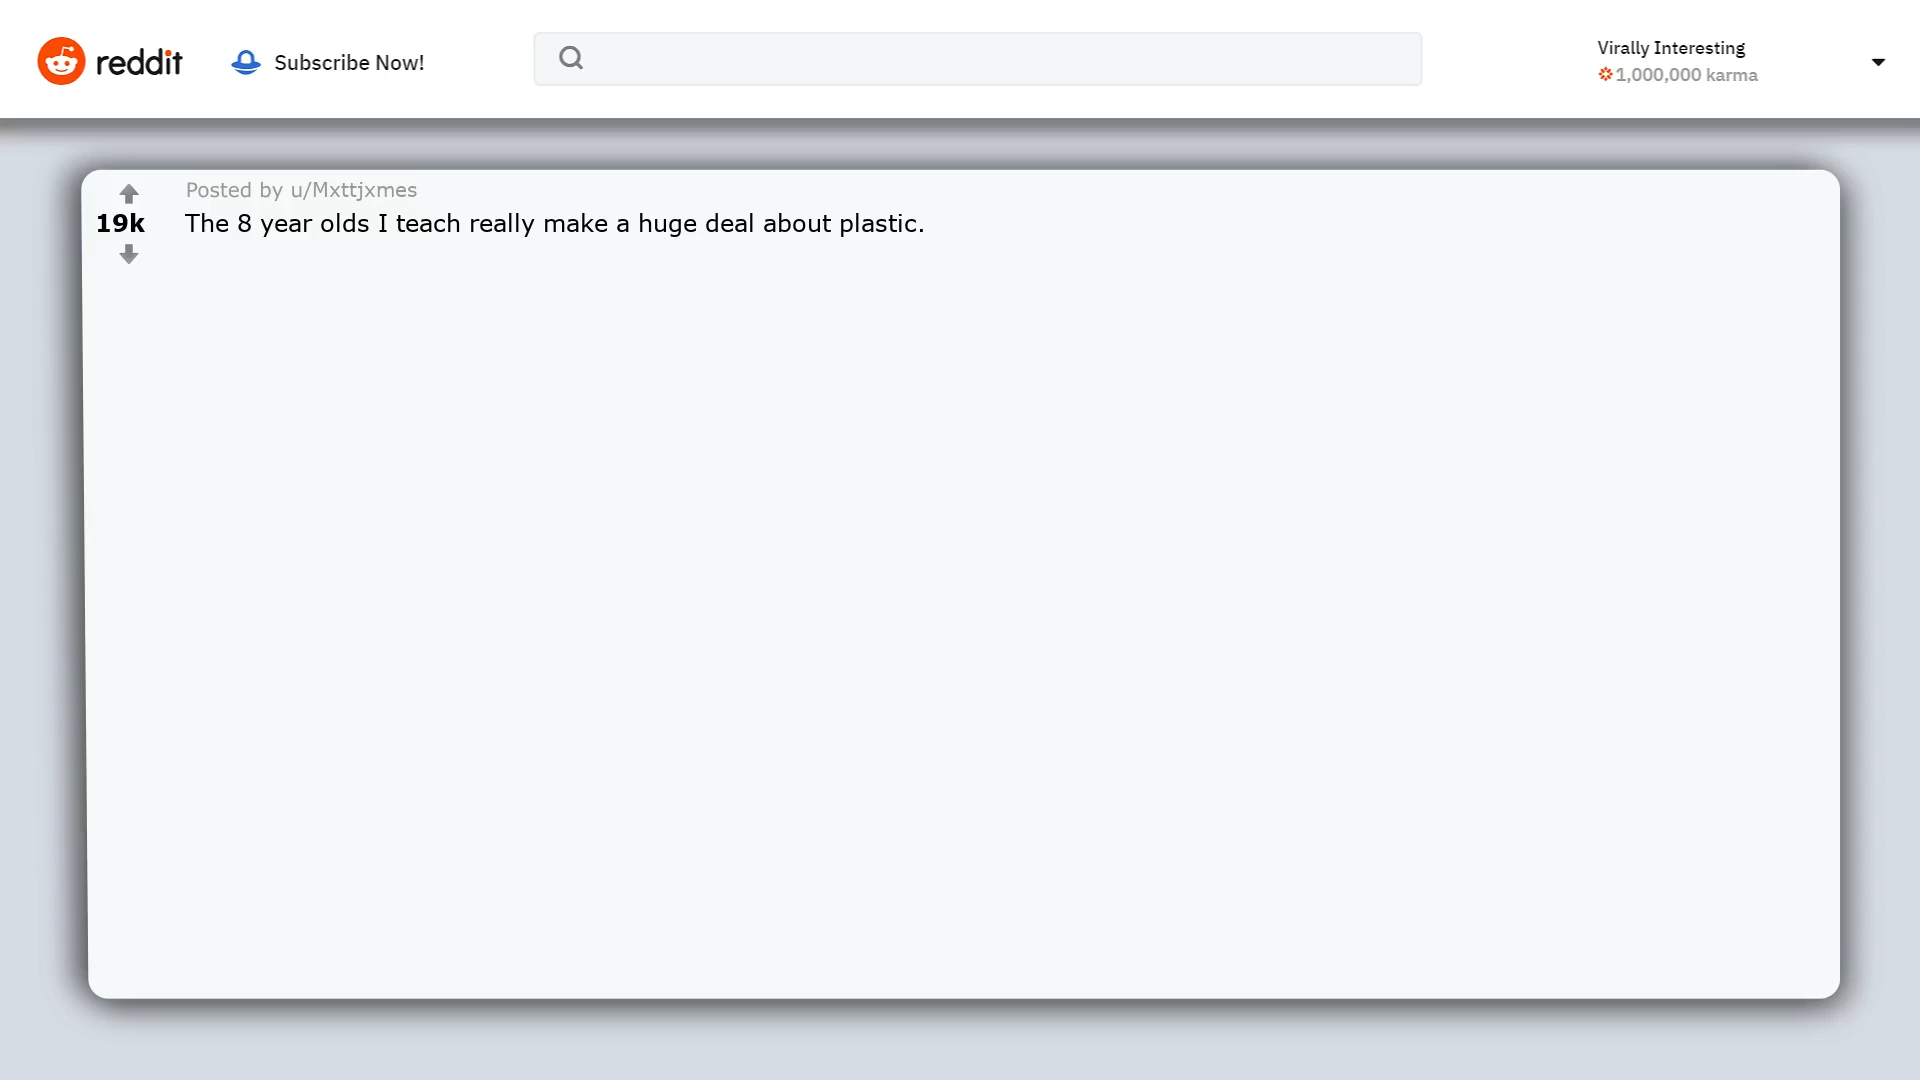 reddit
Subscribe Now!
Virally Interesting
1,000,000 karma
Posted by u/Mxttjxmes
19k
The 8 year olds I teach really make a huge deal about plastic.